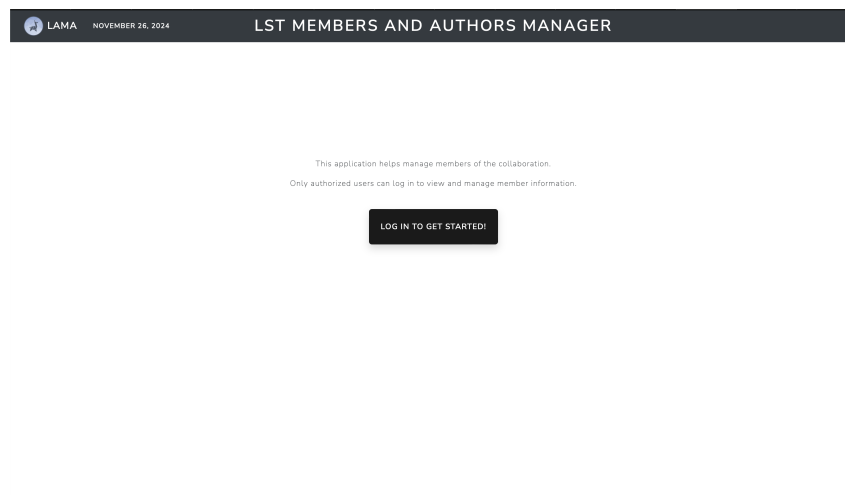 LAMA NOVEMBER 26, 2024 LST MEMBERS AND AUTHORS MANAGER
This application helps manage members of the collaboration.
Only authorized users can log in to view and manage member information.
LOG IN TO GET STARTED!